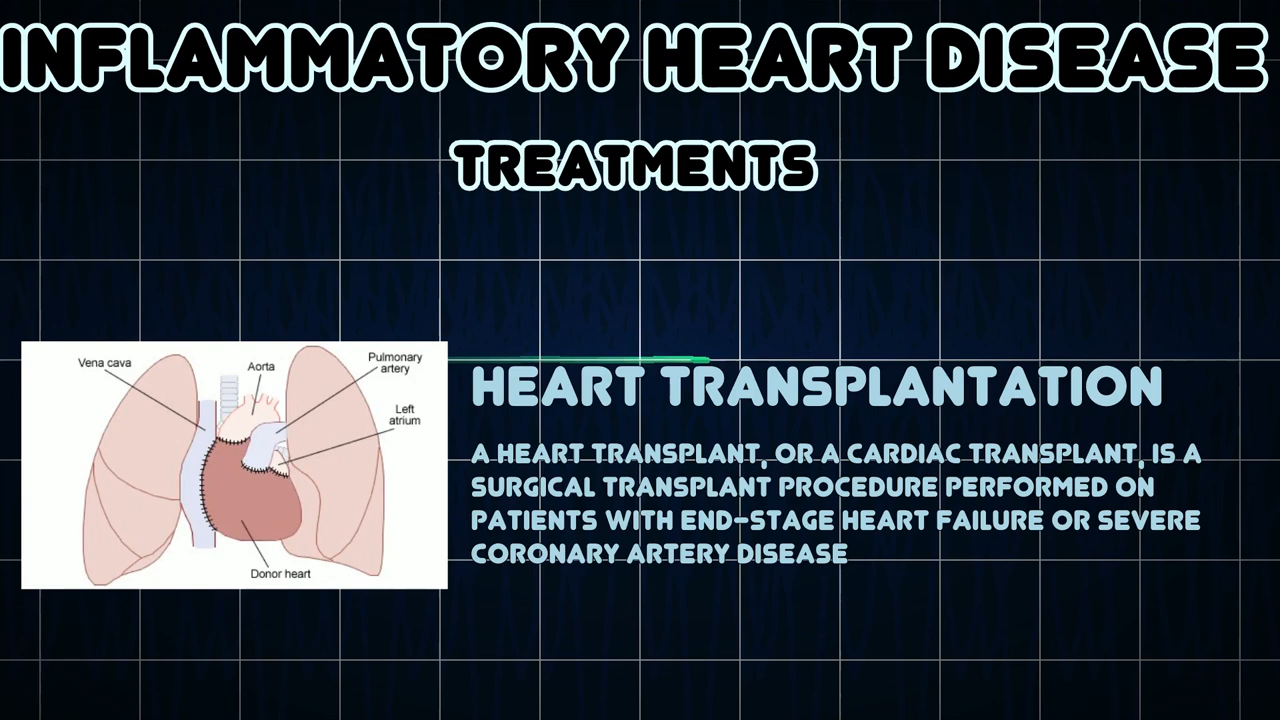 INFLAMMATORY HEART DISEASE
TREATMENTS
Vena cava
Aorta
Pulmonary
artery
Left
atrium
Donor heart
HEART TRANSPLANTATION
A HEART TRANSPLANT, OR A CARDIAC TRANSPLANT, IS A
SURGICAL TRANSPLANT PROCEDURE PERFORMED ON
PATIENTS WITH END-STAGE HEART FAILURE OR SEVERE
CORONARY ARTERY DISEASE